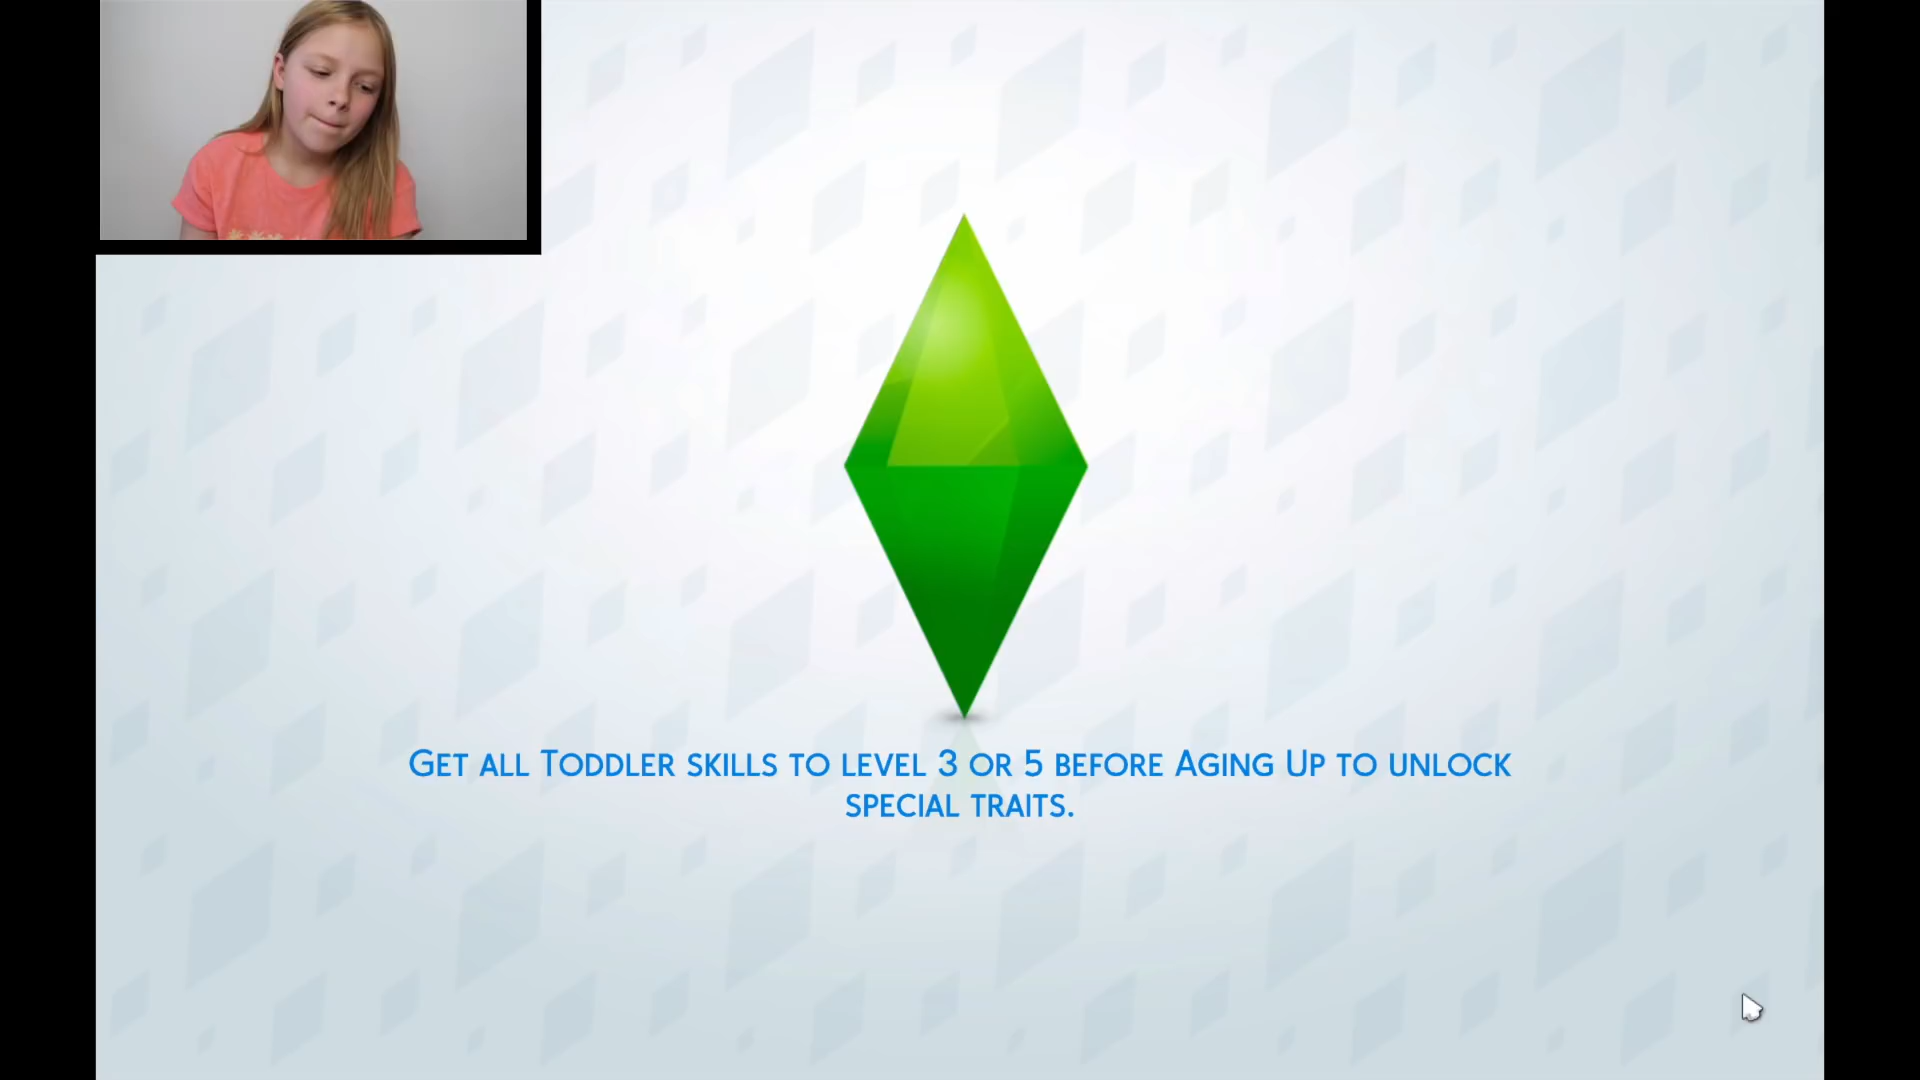 Get all Toddler skills to level 3 or 5 before Aging Up to unlock
special traits.